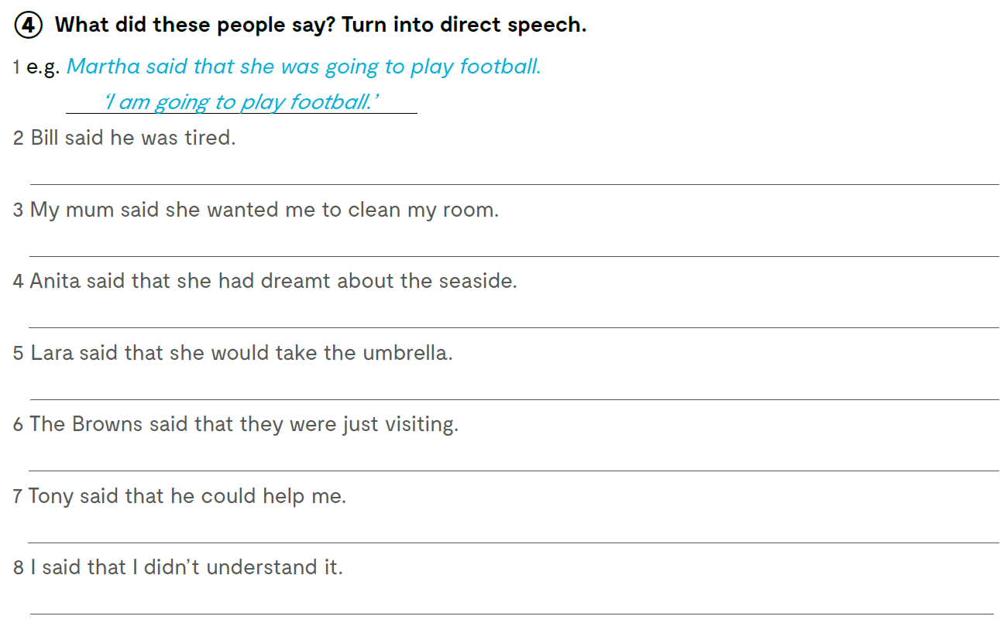 4 What did these people say? Turn into direct speech.
1 e.g. Martha said that she was going to play football.
‘I am going to play football.’
2 Bill said he was tired.
3 My mum said she wanted me to clean my room.
4 Anita said that she had dreamt about the seaside.
5 Lara said that she would take the umbrella.
6 The Browns said that they were just visiting.
7 Tony said that he could help me.
8 I said that I didn’t understand it.